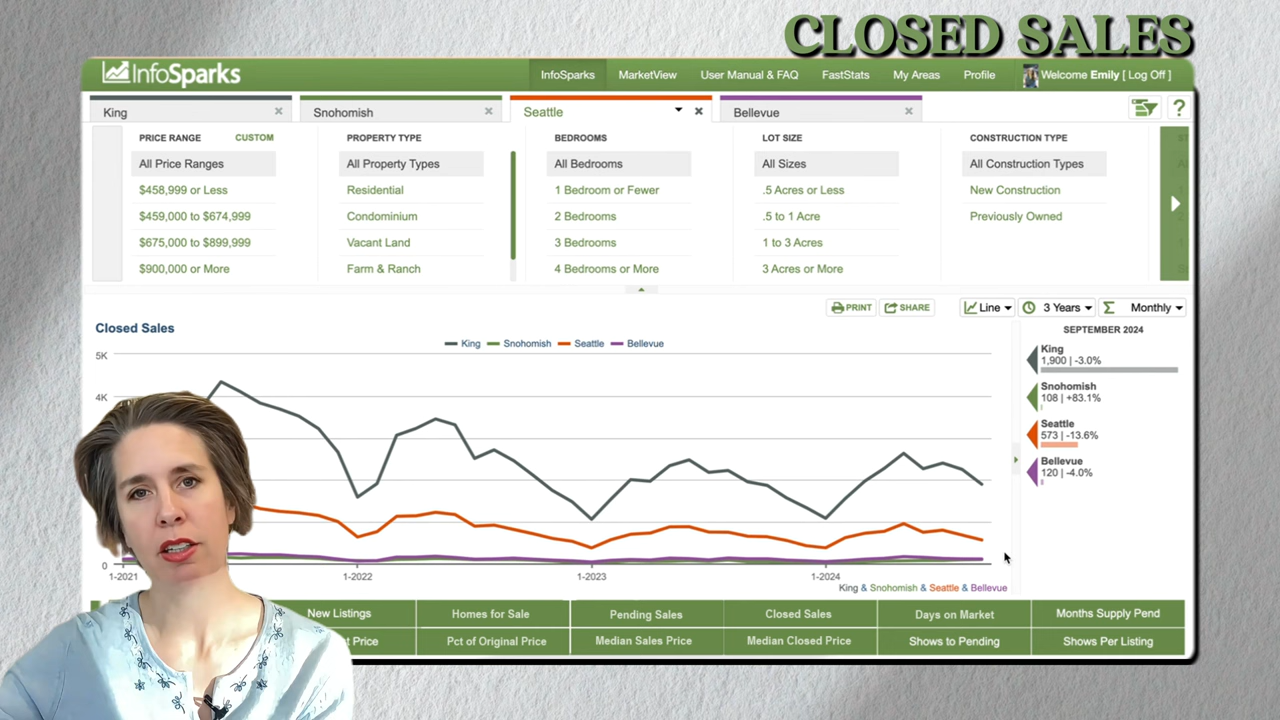 CLOSED SALES
InfoSparks
InfoSparks MarketView User Manual & FAQ FastStats My Areas Profile Welcome Emily [ Log Off ]
King Snohomish Seattle Bellevue
PRICE RANGE CUSTOM PROPERTY TYPE BEDROOMS LOT SIZE CONSTRUCTION TYPE
All Price Ranges All Property Types All Bedrooms All Sizes All Construction Types
$458,999 or Less Residential 1 Bedroom or Fewer .5 Acres or Less New Construction
$459,000 to $674,999 Condominium 2 Bedrooms .5 to 1 Acre Previously Owned
$675,000 to $899,999 Vacant Land 3 Bedrooms 1 to 3 Acres
$900,000 or More Farm & Ranch 4 Bedrooms or More 3 Acres or More
PRINT SHARE Line 3 Years Monthly
Closed Sales
King Snohomish Seattle Bellevue
5K
4K
0
1-2021 1-2022 1-2023 1-2024
King & Snohomish & Seattle & Bellevue
SEPTEMBER 2024
King
1,900 | -3.0%
Snohomish
108 | +83.1%
Seattle
573 | -13.6%
Bellevue
120 | -4.0%
New Listings Homes for Sale Pending Sales Closed Sales Days on Market Months Supply Pend
Price Pct of Original Price Median Sales Price Median Closed Price Shows to Pending Shows Per Listing